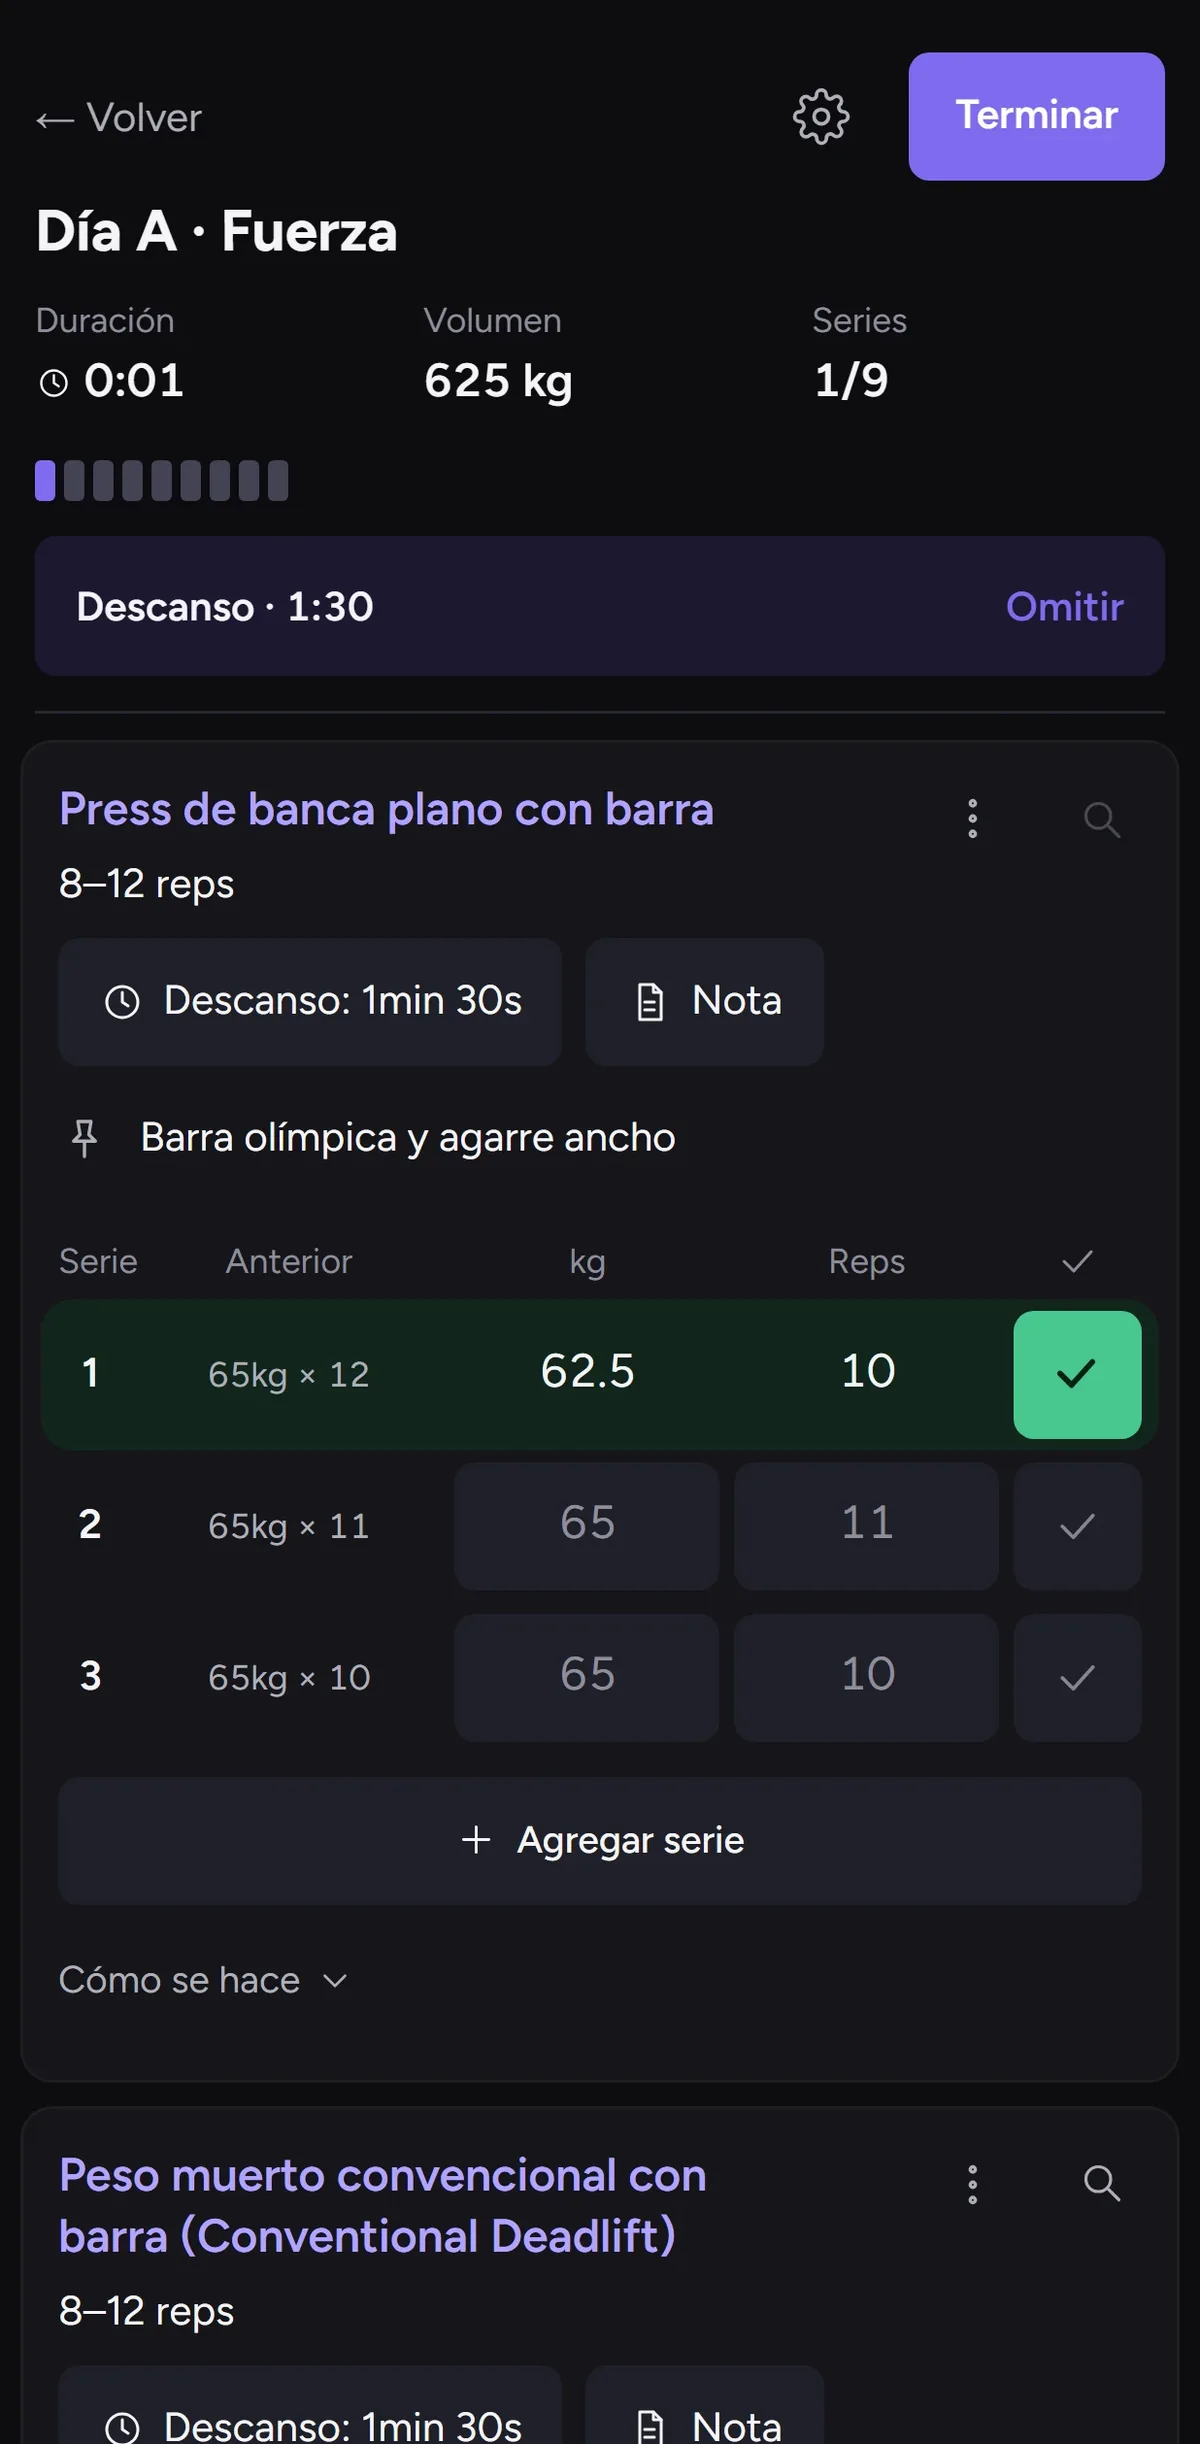 ← Volver
Terminar
Día A · Fuerza
Duración Volumen Series
0:01 625 kg 1/9
Descanso · 1:30 Omitir
Press de banca plano con barra
8–12 reps
Descanso: 1min 30s Nota
Barra olímpica y agarre ancho
Serie Anterior kg Reps ✓
1 65kg × 12 62.5 10 ✓
2 65kg × 11 65 11 ✓
3 65kg × 10 65 10 ✓
+ Agregar serie
Cómo se hace
Peso muerto convencional con
barra (Conventional Deadlift)
8–12 reps
Descanso: 1min 30s Nota